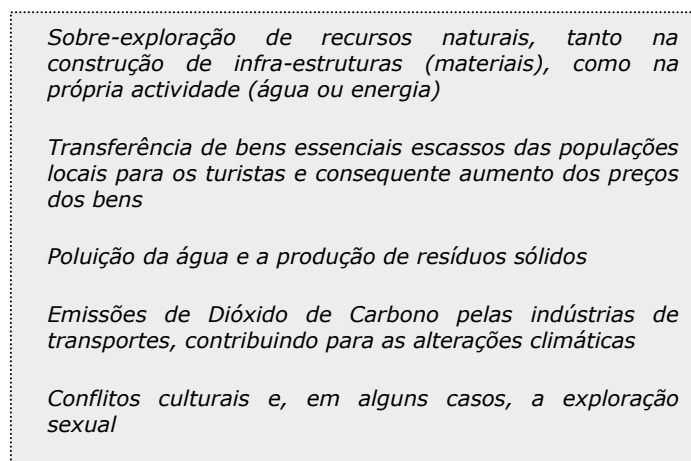 Sobre-exploração de recursos naturais, tanto na
construção de infra-estruturas (materiais), como na
própria actividade (água ou energia)
Transferência de bens essenciais escassos das populações
locais para os turistas e consequente aumento dos preços
dos bens
Poluição da água e a produção de resíduos sólidos
Emissões de Dióxido de Carbono pelas indústrias de
transportes, contribuindo para as alterações climáticas
Conflitos culturais e, em alguns casos, a exploração
sexual